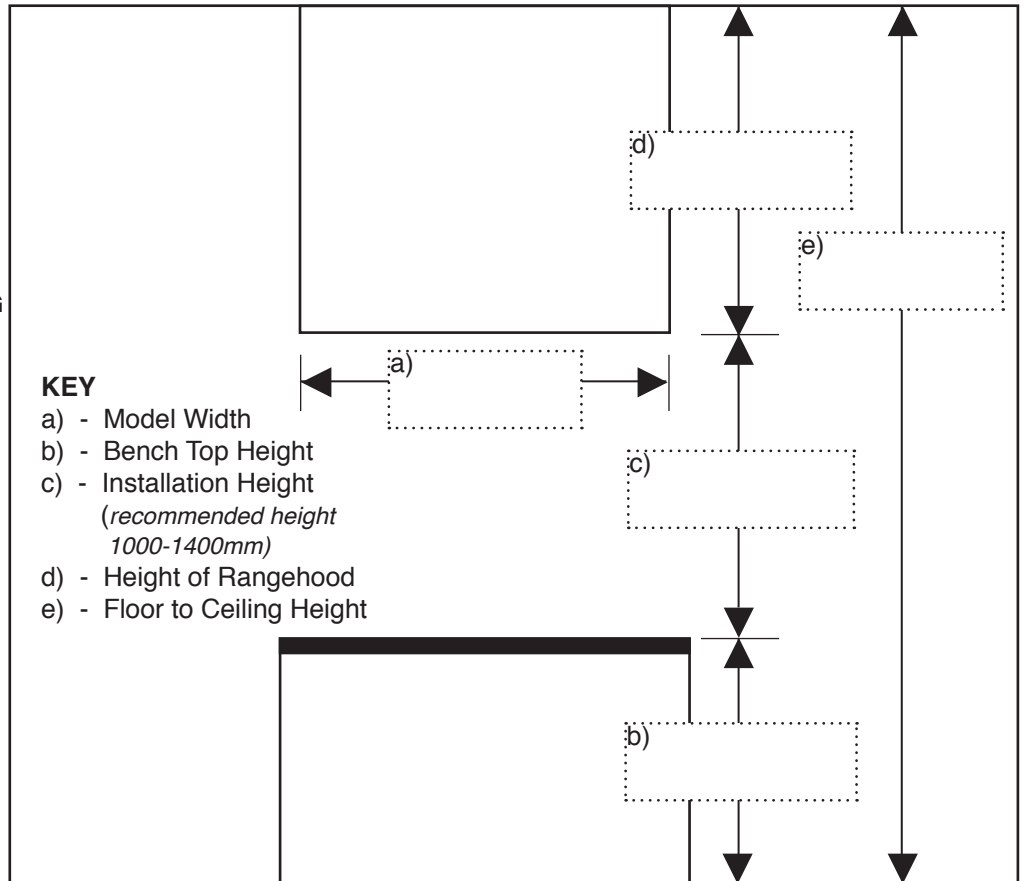 d)
e)
a)
KEY
a) - Model Width
b) - Bench Top Height
c) - Installation Height
(recommended height
1000-1400mm)
d) - Height of Rangehood
e) - Floor to Ceiling Height
c)
b)